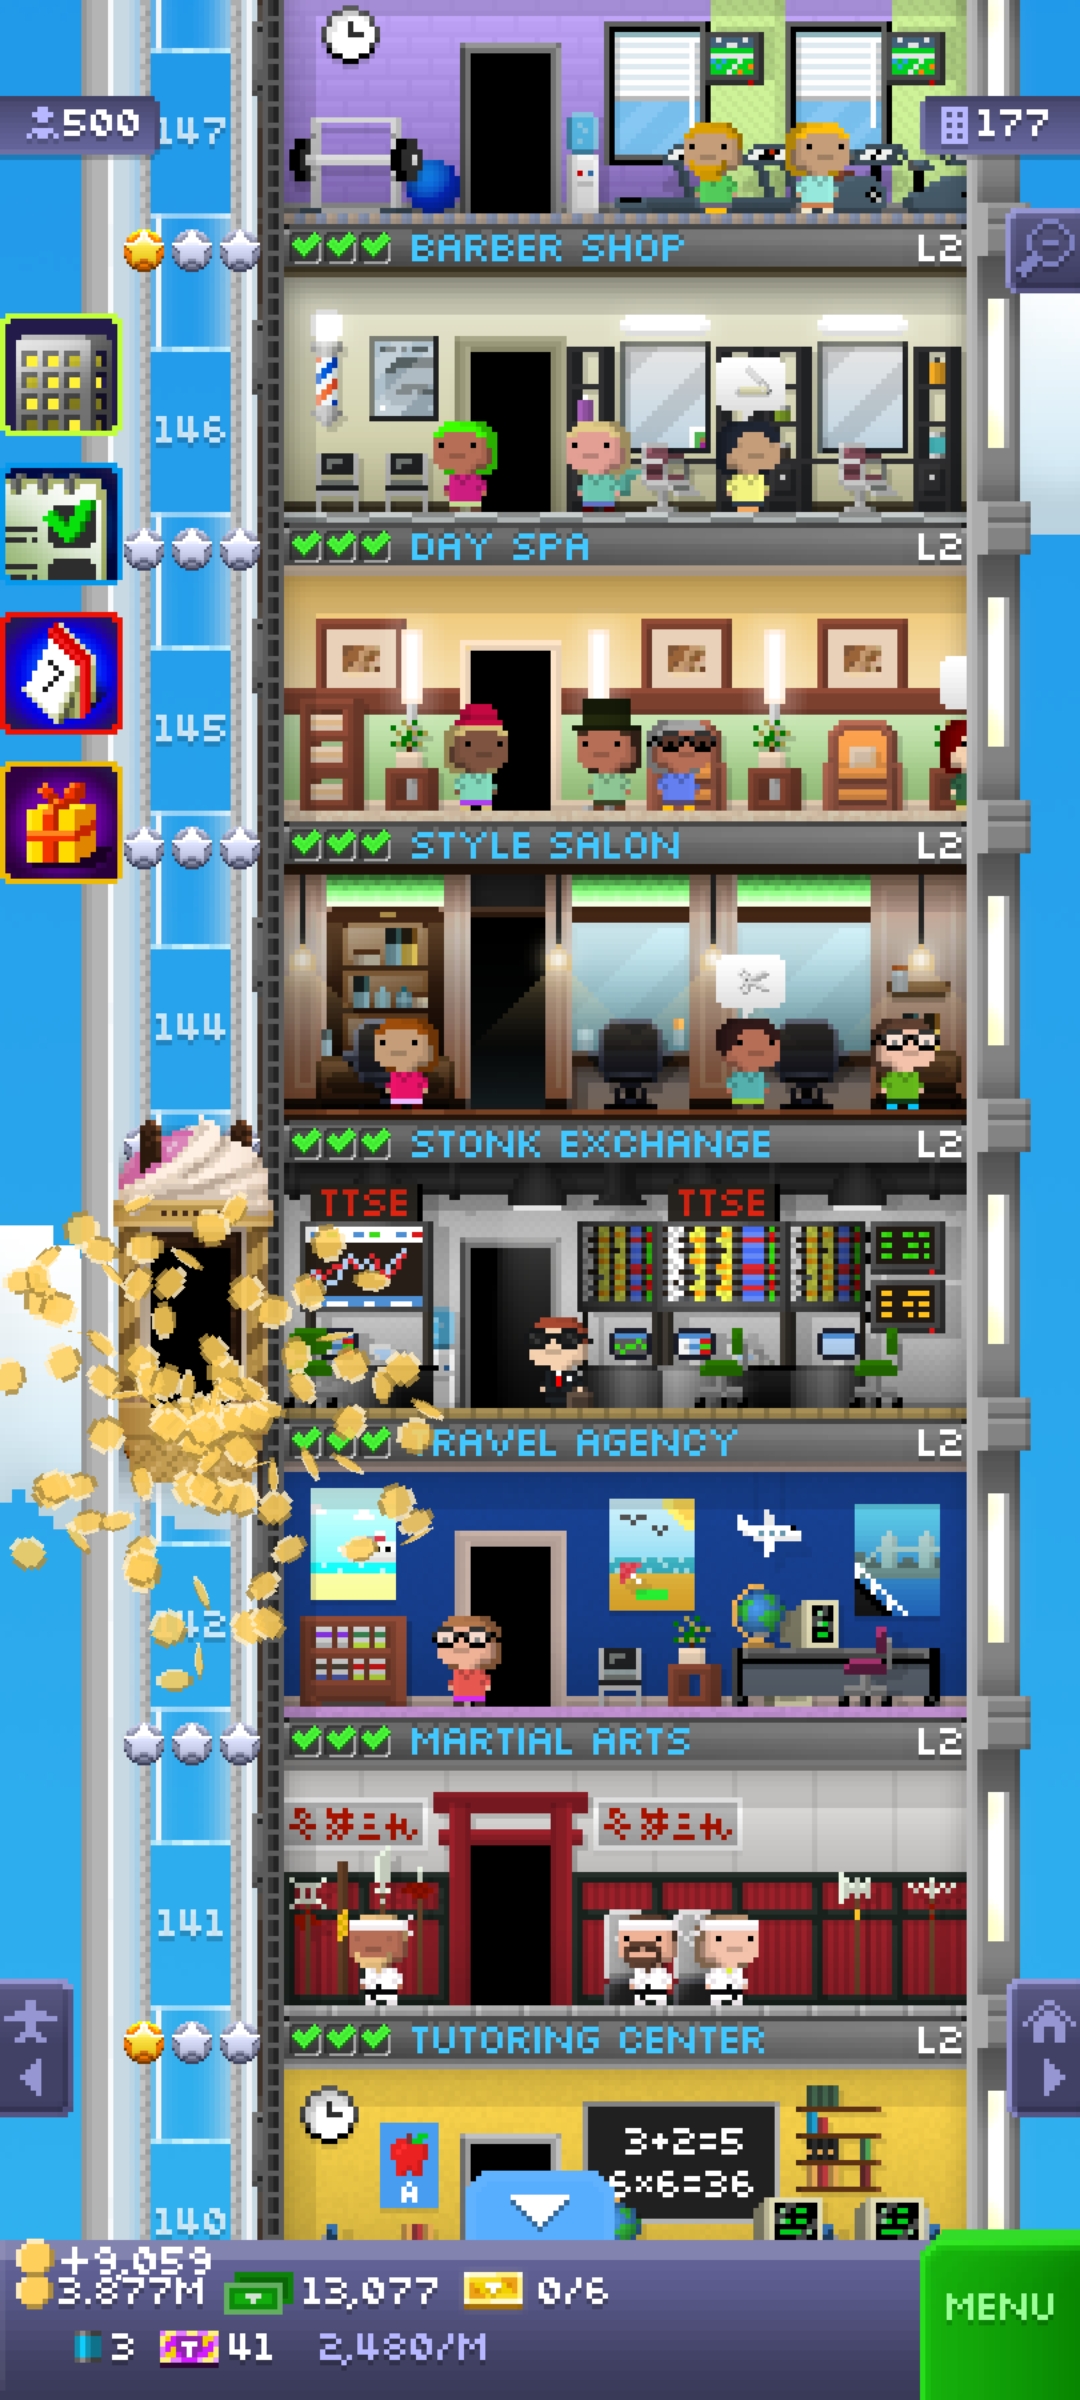 500
147
177
BARBER SHOP L2
146
DAY SPA L2
7
145
STYLE SALON L2
144
STONK EXCHANGE L2
TTSE TTSE
TRAVEL AGENCY L2
142
MARTIAL ARTS L2
141
TUTORING CENTER L2
3+2=5
6×6=36
A
140
+9,059
3.877M 13,077 0/6
MENU
3 T 41 2,480/M